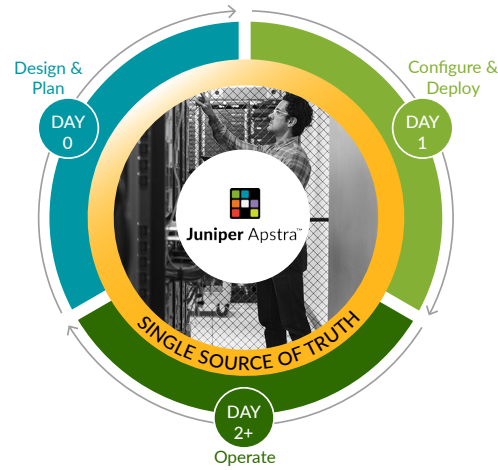 Design &
Plan
DAY
0
Configure &
Deploy
DAY
1
Juniper Apstra™
SINGLE SOURCE OF TRUTH
DAY
2+
Operate